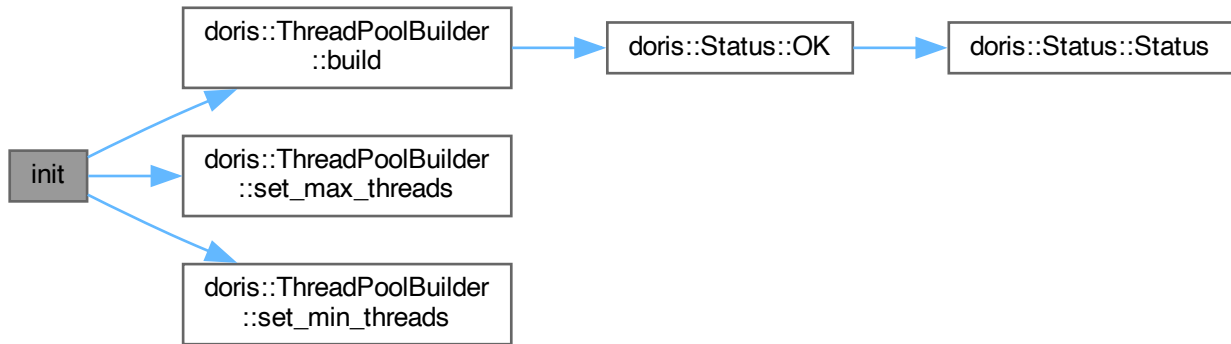 init
doris::ThreadPoolBuilder
::build
doris::Status::OK
doris::Status::Status
doris::ThreadPoolBuilder
::set_max_threads
doris::ThreadPoolBuilder
::set_min_threads